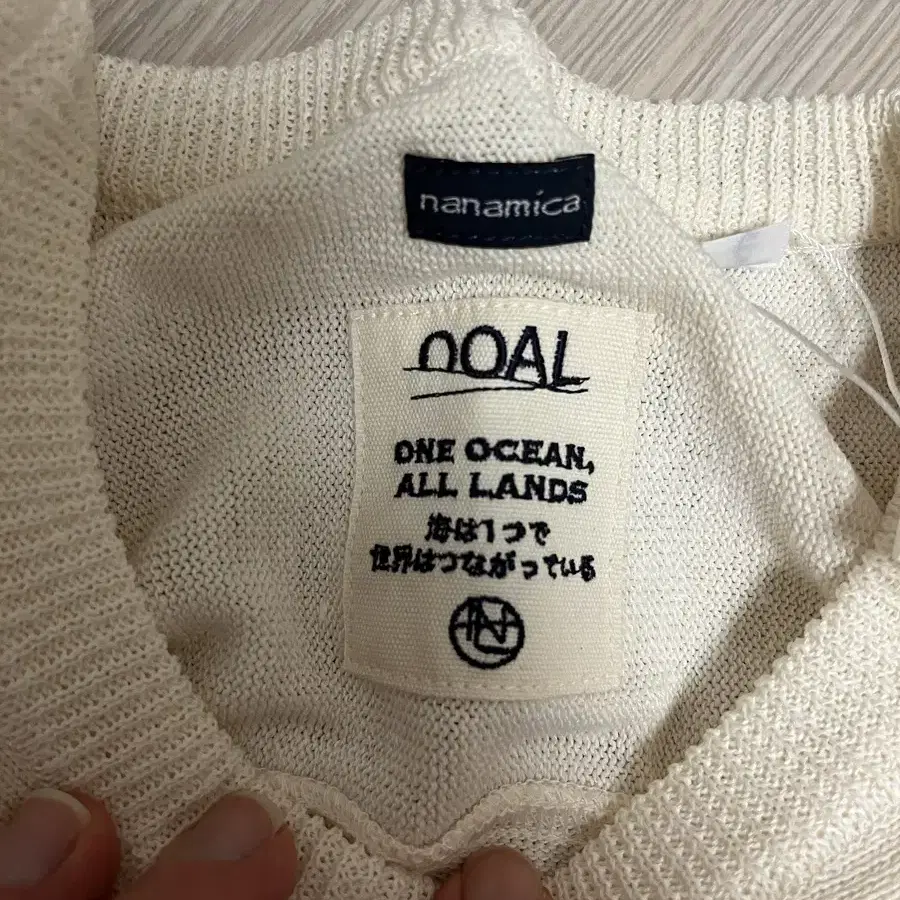 nanamica
nOAL
ONE OCEAN,
ALL LANDS
海は1つで
世界はつながっている